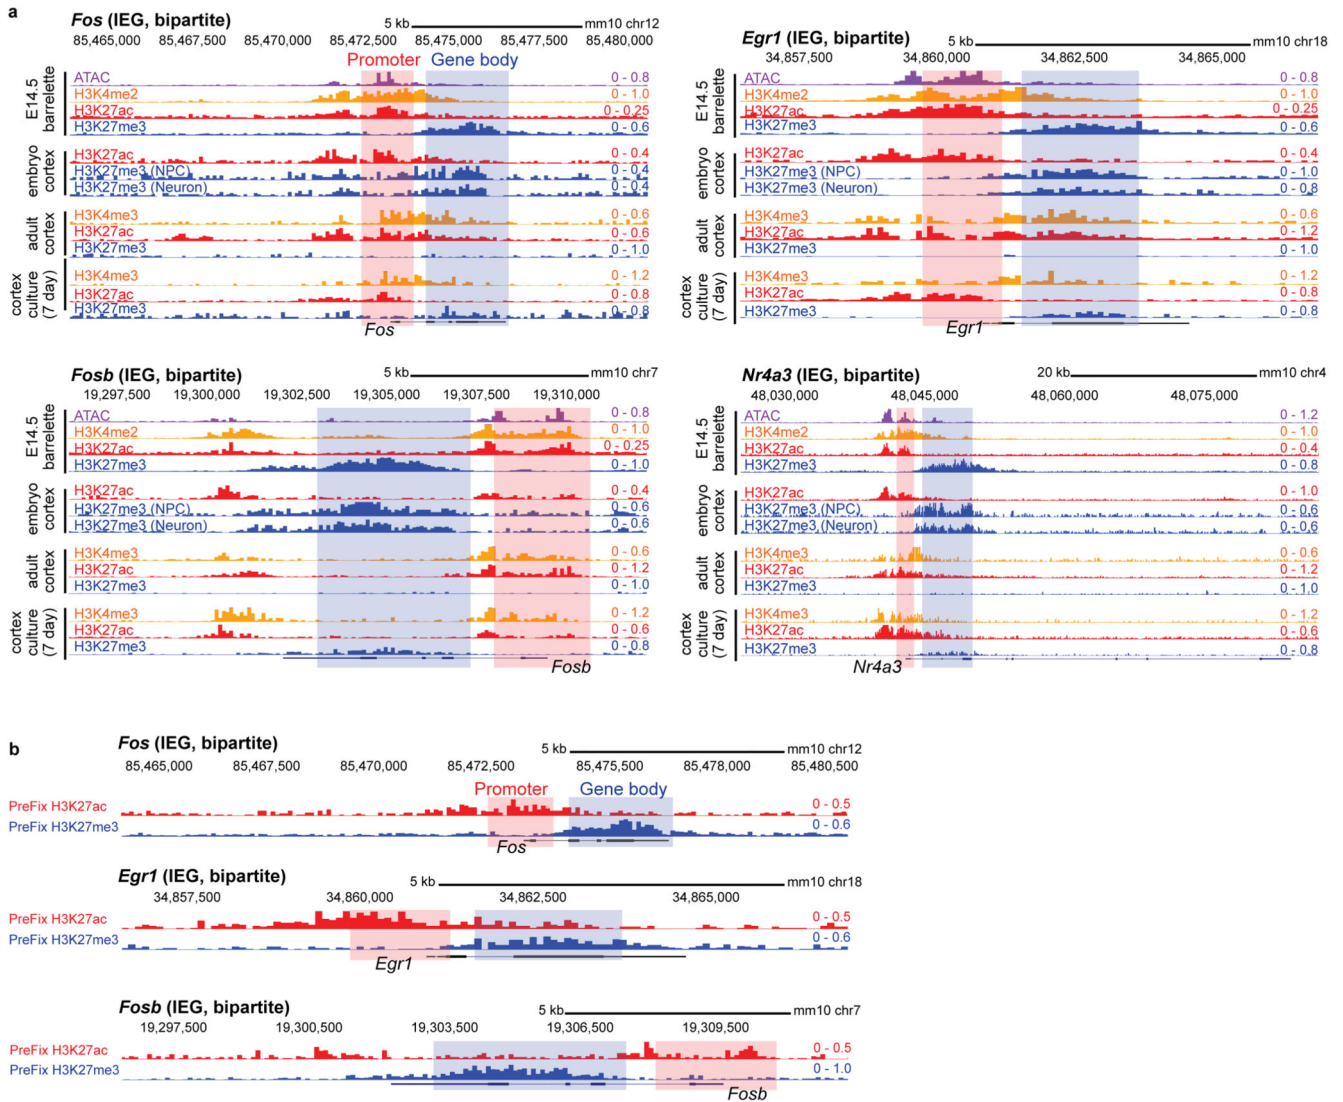 a
Fos (IEG, bipartite)
5 kb mm10 chr12
85,465,000 85,467,500 85,470,000 85,472,500 85,475,000 85,477,500 85,480,000
Promoter Gene body
E14.5 barrelette
ATAC 0 - 0.8
H3K4me2 0 - 1.0
H3K27ac 0 - 0.25
H3K27me3 0 - 0.6
embryo cortex
H3K27ac 0 - 0.4
H3K27me3 (NPC) 0 - 0.4
H3K27me3 (Neuron) 0 - 0.4
adult cortex
H3K4me3 0 - 0.6
H3K27ac 0 - 0.6
H3K27me3 0 - 1.0
cortex culture (7 day)
H3K4me3 0 - 1.2
H3K27ac 0 - 0.8
H3K27me3 0 - 0.8
Fos
Egr1 (IEG, bipartite)
5 kb mm10 chr18
34,857,500 34,860,000 34,862,500 34,865,000
E14.5 barrelette
ATAC 0 - 0.8
H3K4me2 0 - 1.0
H3K27ac 0 - 0.25
H3K27me3 0 - 0.6
embryo cortex
H3K27ac 0 - 0.4
H3K27me3 (NPC) 0 - 1.0
H3K27me3 (Neuron) 0 - 0.8
adult cortex
H3K4me3 0 - 0.6
H3K27ac 0 - 1.2
H3K27me3 0 - 1.0
cortex culture (7 day)
H3K4me3 0 - 1.2
H3K27ac 0 - 0.8
H3K27me3 0 - 0.8
Egr1
Fosb (IEG, bipartite)
5 kb mm10 chr7
19,297,500 19,300,000 19,302,500 19,305,000 19,307,500 19,310,000
E14.5 barrelette
ATAC 0 - 0.8
H3K4me2 0 - 1.0
H3K27ac 0 - 0.25
H3K27me3 0 - 1.0
embryo cortex
H3K27ac 0 - 0.4
H3K27me3 (NPC) 0 - 0.6
H3K27me3 (Neuron) 0 - 0.6
adult cortex
H3K4me3 0 - 0.6
H3K27ac 0 - 1.2
H3K27me3 0 - 1.0
cortex culture (7 day)
H3K4me3 0 - 1.2
H3K27ac 0 - 0.6
H3K27me3 0 - 0.8
Fosb
Nr4a3 (IEG, bipartite)
20 kb mm10 chr4
48,030,000 48,045,000 48,060,000 48,075,000
E14.5 barrelette
ATAC 0 - 1.2
H3K4me2 0 - 1.0
H3K27ac 0 - 0.4
H3K27me3 0 - 0.8
embryo cortex
H3K27ac 0 - 1.0
H3K27me3 (NPC) 0 - 0.6
H3K27me3 (Neuron) 0 - 0.6
adult cortex
H3K4me3 0 - 0.6
H3K27ac 0 - 1.2
H3K27me3 0 - 1.0
cortex culture (7 day)
H3K4me3 0 - 1.2
H3K27ac 0 - 0.6
H3K27me3 0 - 0.8
Nr4a3
b
Fos (IEG, bipartite)
5 kb mm10 chr12
85,465,000 85,467,500 85,470,000 85,472,500 85,475,500 85,478,000 85,480,500
Promoter Gene body
PreFix H3K27ac 0 - 0.5
PreFix H3K27me3 0 - 0.6
Fos
Egr1 (IEG, bipartite)
5 kb mm10 chr18
34,857,500 34,860,000 34,862,500 34,865,000
PreFix H3K27ac 0 - 0.5
PreFix H3K27me3 0 - 0.6
Egr1
Fosb (IEG, bipartite)
5 kb mm10 chr7
19,297,500 19,300,500 19,303,500 19,306,500 19,309,500
PreFix H3K27ac 0 - 0.5
PreFix H3K27me3 0 - 1.0
Fosb